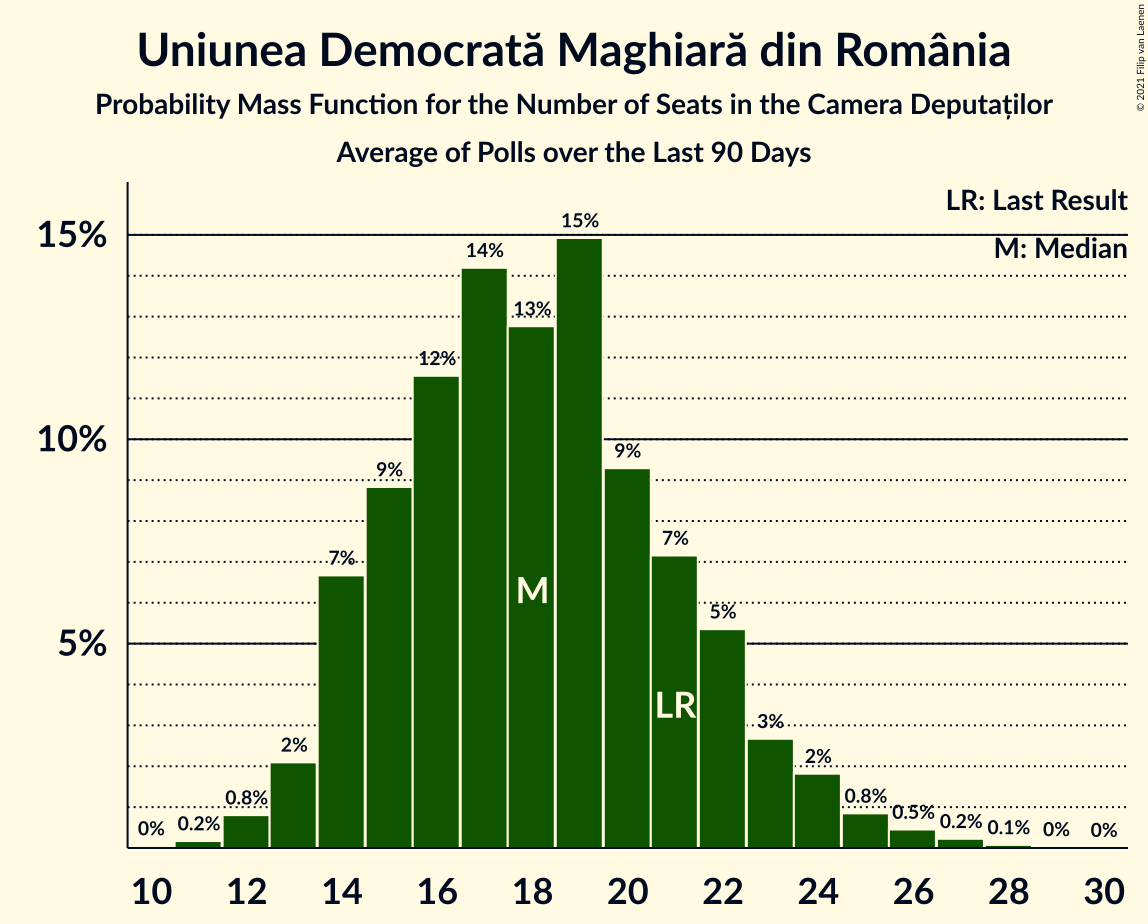 Uniunea Democrată Maghiară din România
Probability Mass Function for the Number of Seats in the Camera Deputaților
Average of Polls over the Last 90 Days
© 2021 Filip van Laenen
LR: Last Result
M: Median
15%
10%
5%
0%
0.2%
0.8%
2%
7%
9%
12%
14%
13%
15%
9%
7%
5%
3%
2%
0.8%
0.5%
0.2%
0.1%
0%
0%
M
LR
10 12 14 16 18 20 22 24 26 28 30